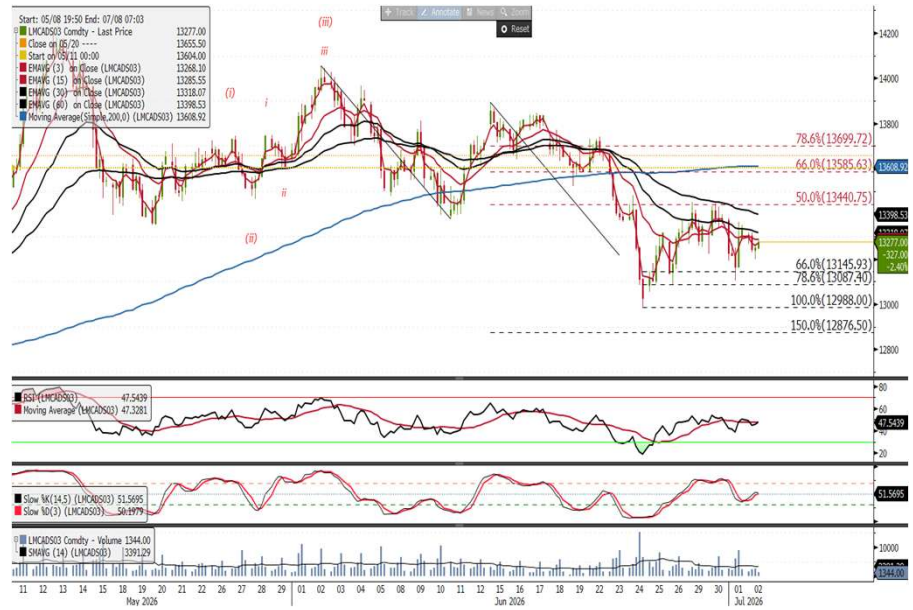 Track Annotate News Zoom
Reset
Start: 05/08 19:50 End: 07/08 07:03
LMCADS03 Comdty - Last Price 13277.00
Close on 05/20 ---- 13655.50
Start on 05/11 00:00 13604.00
EMAVG (3) on Close (LMCADS03) 13268.10
EMAVG (15) on Close (LMCADS03) 13285.55
EMAVG (30) on Close (LMCADS03) 13318.07
EMAVG (60) on Close (LMCADS03) 13398.53
Moving Average(Simple,200,0) (LMCADS03) 13608.92
(i)
i
ii
(ii)
(iii)
iii
78.6%(13699.72)
66.0%(13585.63)
50.0%(13440.75)
66.0%(13145.93)
78.6%(13087.40)
100.0%(12988.00)
150.0%(12876.50)
14200
14000
13800
13608.92
13398.53
13277.00
-327.00
-2.40%
13000
12800
RSI (LMCADS03) 47.5439
Moving Average (LMCADS03) 47.3281
80
60
47.5439
40
20
Slow %K(14,5) (LMCADS03) 51.5695
Slow %D(3) (LMCADS03) 50.1979
51.5695
LMCADS03 Comdty - Volume 1344.00
SMAVG (14) (LMCADS03) 3391.29
10000
1344.00
11 12 13 14 15 18 19 20 21 22 26 27 28 29 01 02 03 04 05 08 09 10 11 12 15 16 17 18 19 22 23 24 25 26 29 30 01 02
May 2026 Jun 2026 Jul 2026